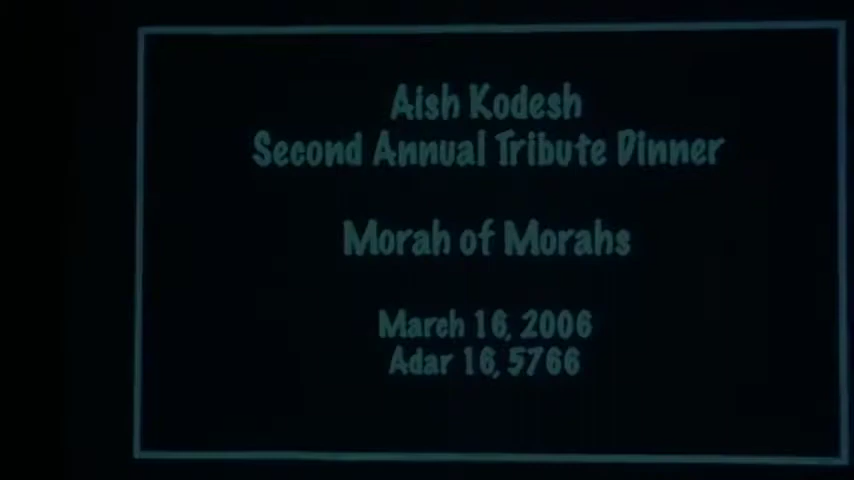 Aish Kodesh
Second Annual Tribute Dinner
Morah of Morahs
March 16, 2006
Adar 16, 5766